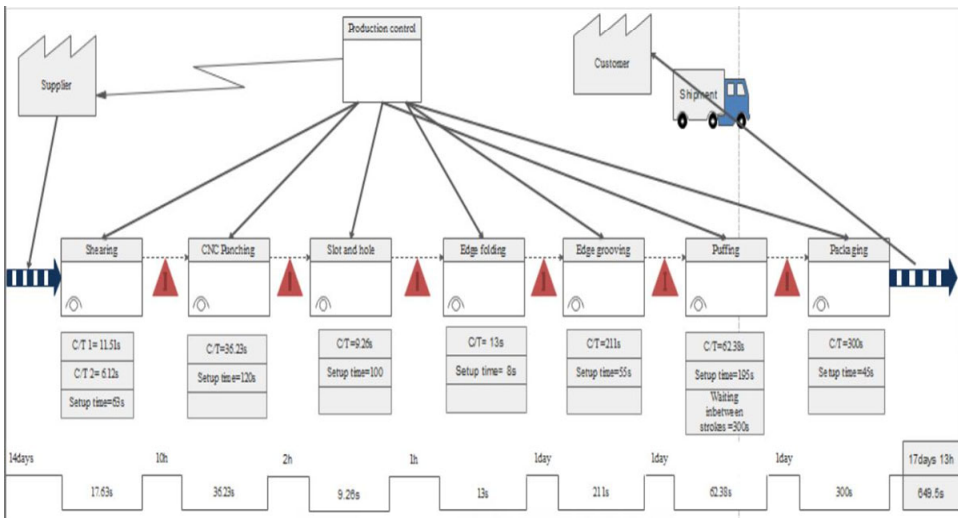 Production control
Supplier
Customer
Shipment
Shearing
CNC Punching
Slot and hole
Edge folding
Edge grooving
Puffing
Packaging
C/T 1= 11.51s
C/T 2= 6.12s
Setup time=63s
C/T=36.23s
Setup time=120s
C/T=9.26s
Setup time=100
C/T= 13s
Setup time= 8s
C/T=211s
Setup time=55s
C/T=62.38s
Setup time=195s
Waiting
inbetween
strokes =300s
C/T=300s
Setup time=45s
14days
10h
2h
1h
1day
1day
1day
17days 13h
17.63s
36.23s
9.26s
13s
211s
62.38s
300s
649.5s